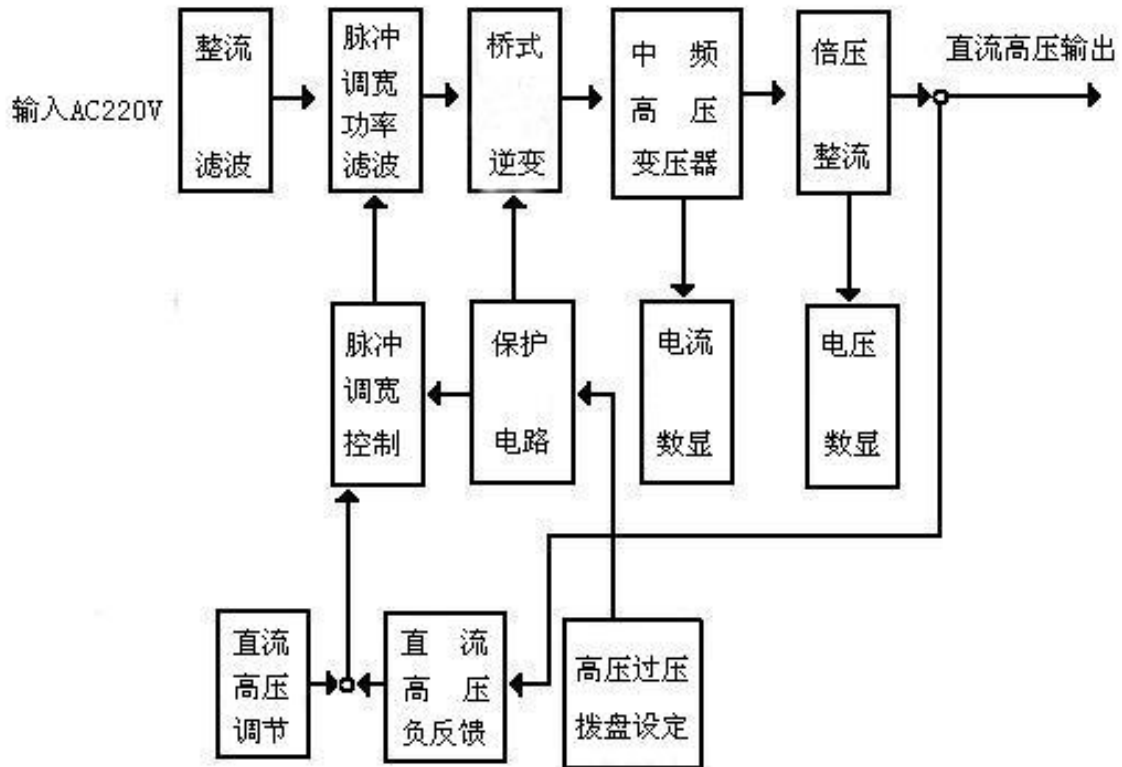 输入AC220V
整流
滤波
脉冲
调宽
功率
滤波
桥式
逆变
中 频
高 压
变压器
倍压
整流
直流高压输出
脉冲
调宽
控制
保护
电路
电流
数显
电压
数显
直流
高压
调节
直 流
高 压
负反馈
高压过压
拨盘设定